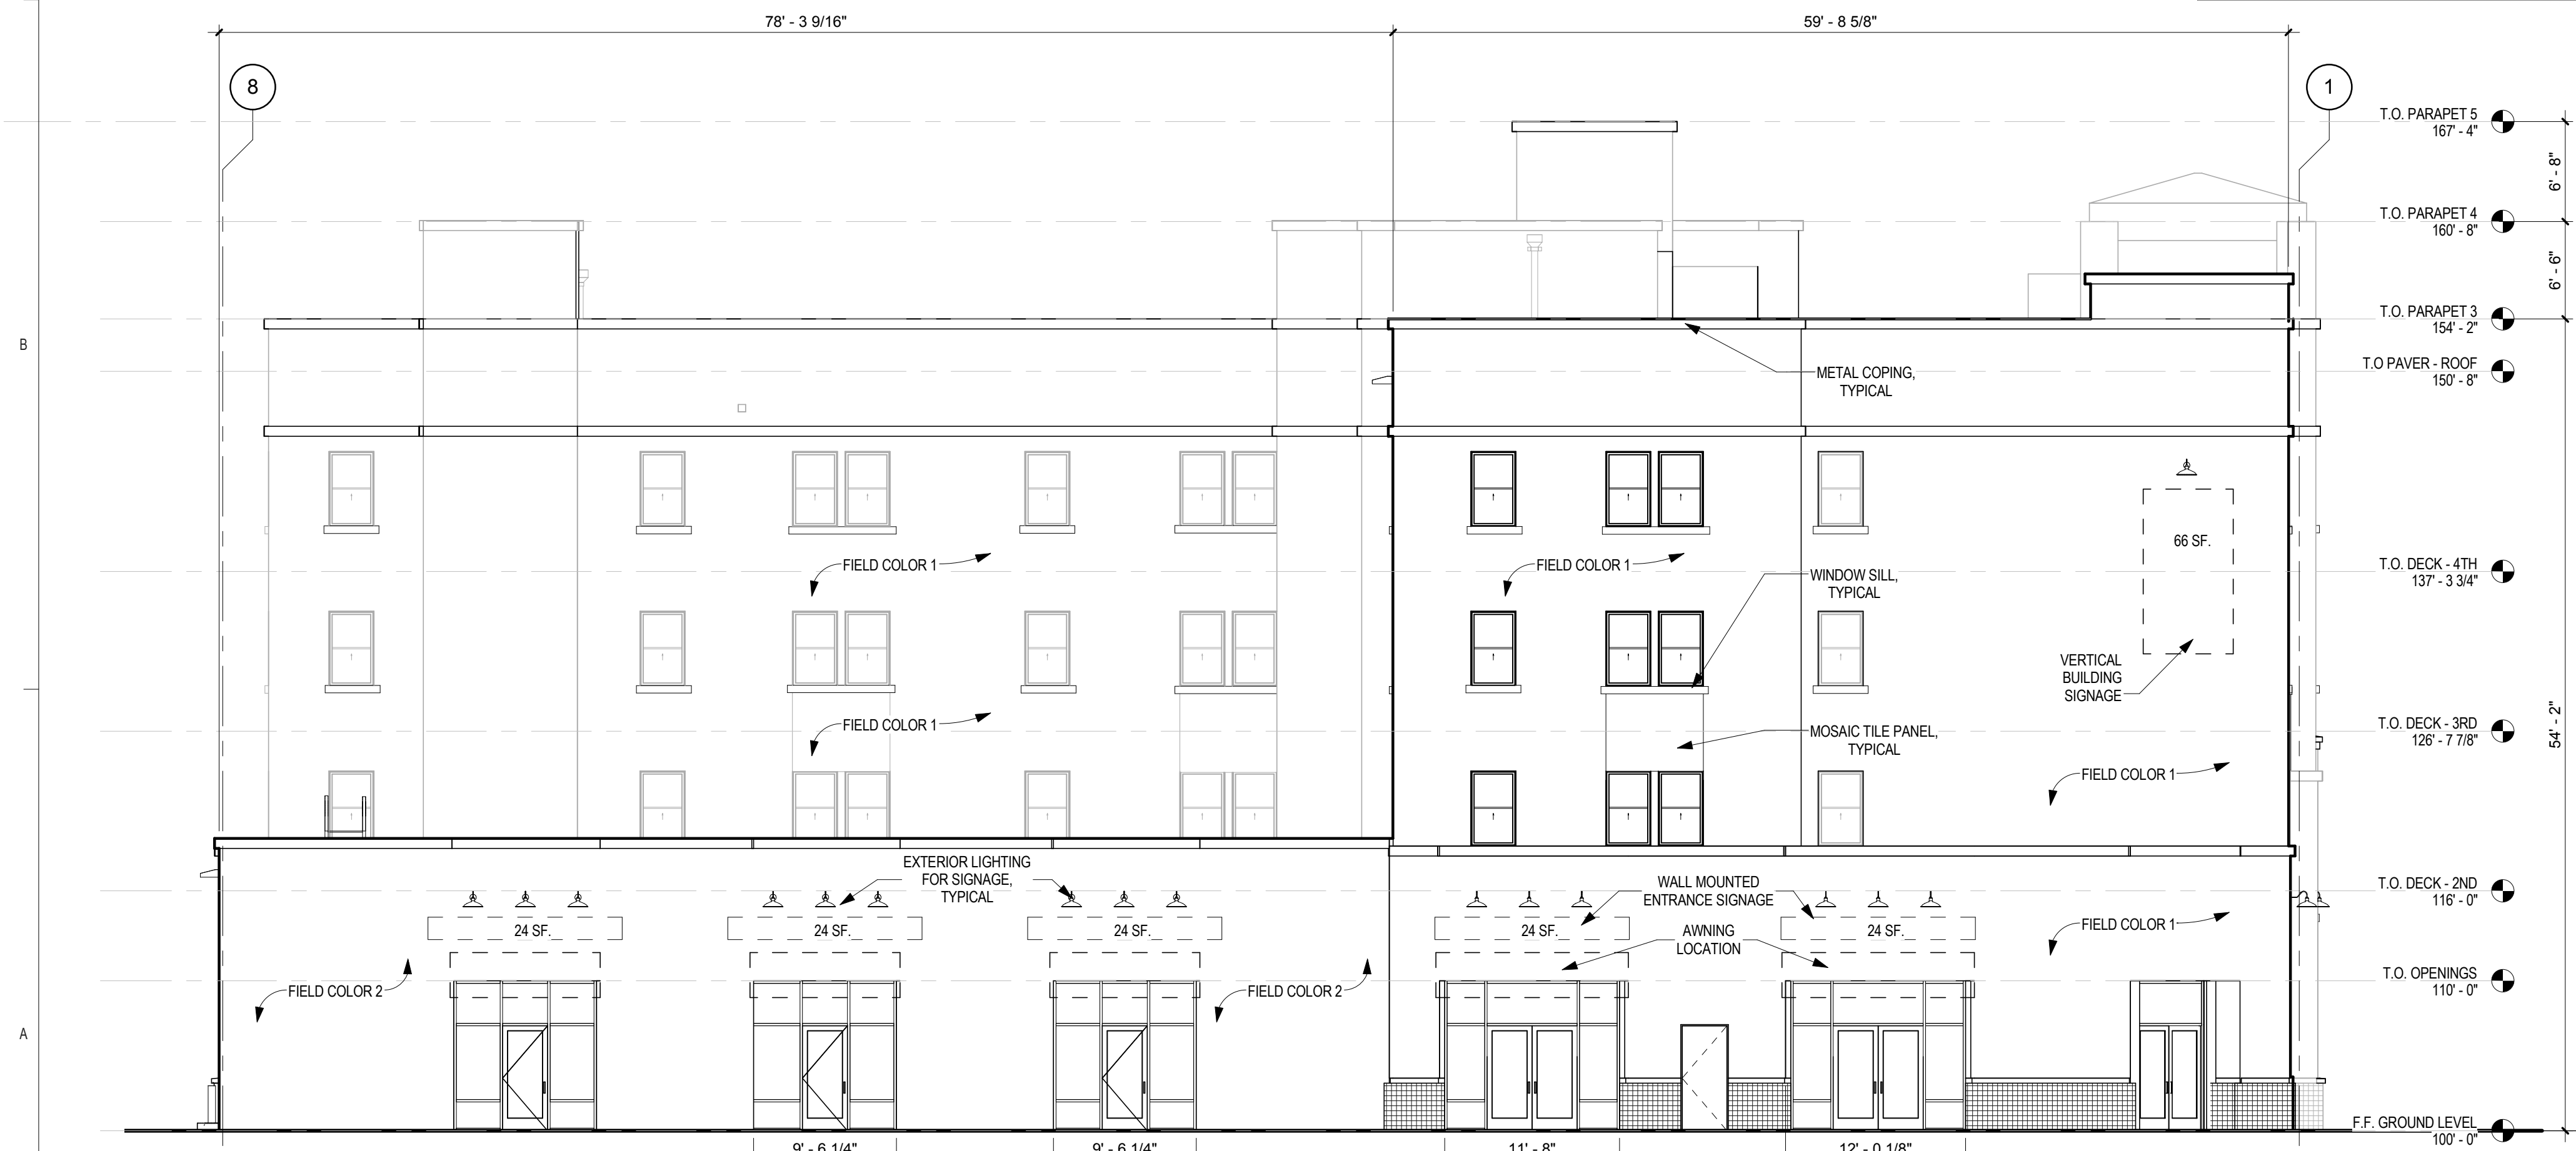 78' - 3 9/16"
59' - 8 5/8"
8
1
T.O. PARAPET 5
167' - 4"
6' - 8"
T.O. PARAPET 4
160' - 8"
6' - 6"
T.O. PARAPET 3
154' - 2"
B
T.O PAVER - ROOF
150' - 8"
METAL COPING,
TYPICAL
66 SF.
FIELD COLOR 1
FIELD COLOR 1
T.O. DECK - 4TH
137' - 3 3/4"
WINDOW SILL,
TYPICAL
VERTICAL
BUILDING
SIGNAGE
FIELD COLOR 1
MOSAIC TILE PANEL,
TYPICAL
T.O. DECK - 3RD
126' - 7 7/8"
54' - 2"
FIELD COLOR 1
EXTERIOR LIGHTING
FOR SIGNAGE,
TYPICAL
WALL MOUNTED
ENTRANCE SIGNAGE
T.O. DECK - 2ND
116' - 0"
24 SF.
24 SF.
24 SF.
24 SF.
24 SF.
FIELD COLOR 1
AWNING
LOCATION
FIELD COLOR 2
FIELD COLOR 2
T.O. OPENINGS
110' - 0"
A
F.F. GROUND LEVEL
100' - 0"
9' - 6 1/4"
9' - 6 1/4"
11' - 8"
12' - 0 1/8"